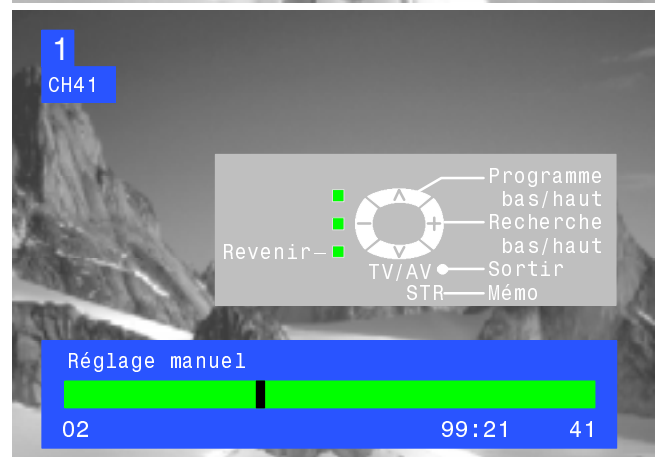 1
CH41
Programme
bas/haut
Recherche
bas/haut
Revenir
TV/AV Sortir
STR Mémo
Réglage manuel
02 99:21 41